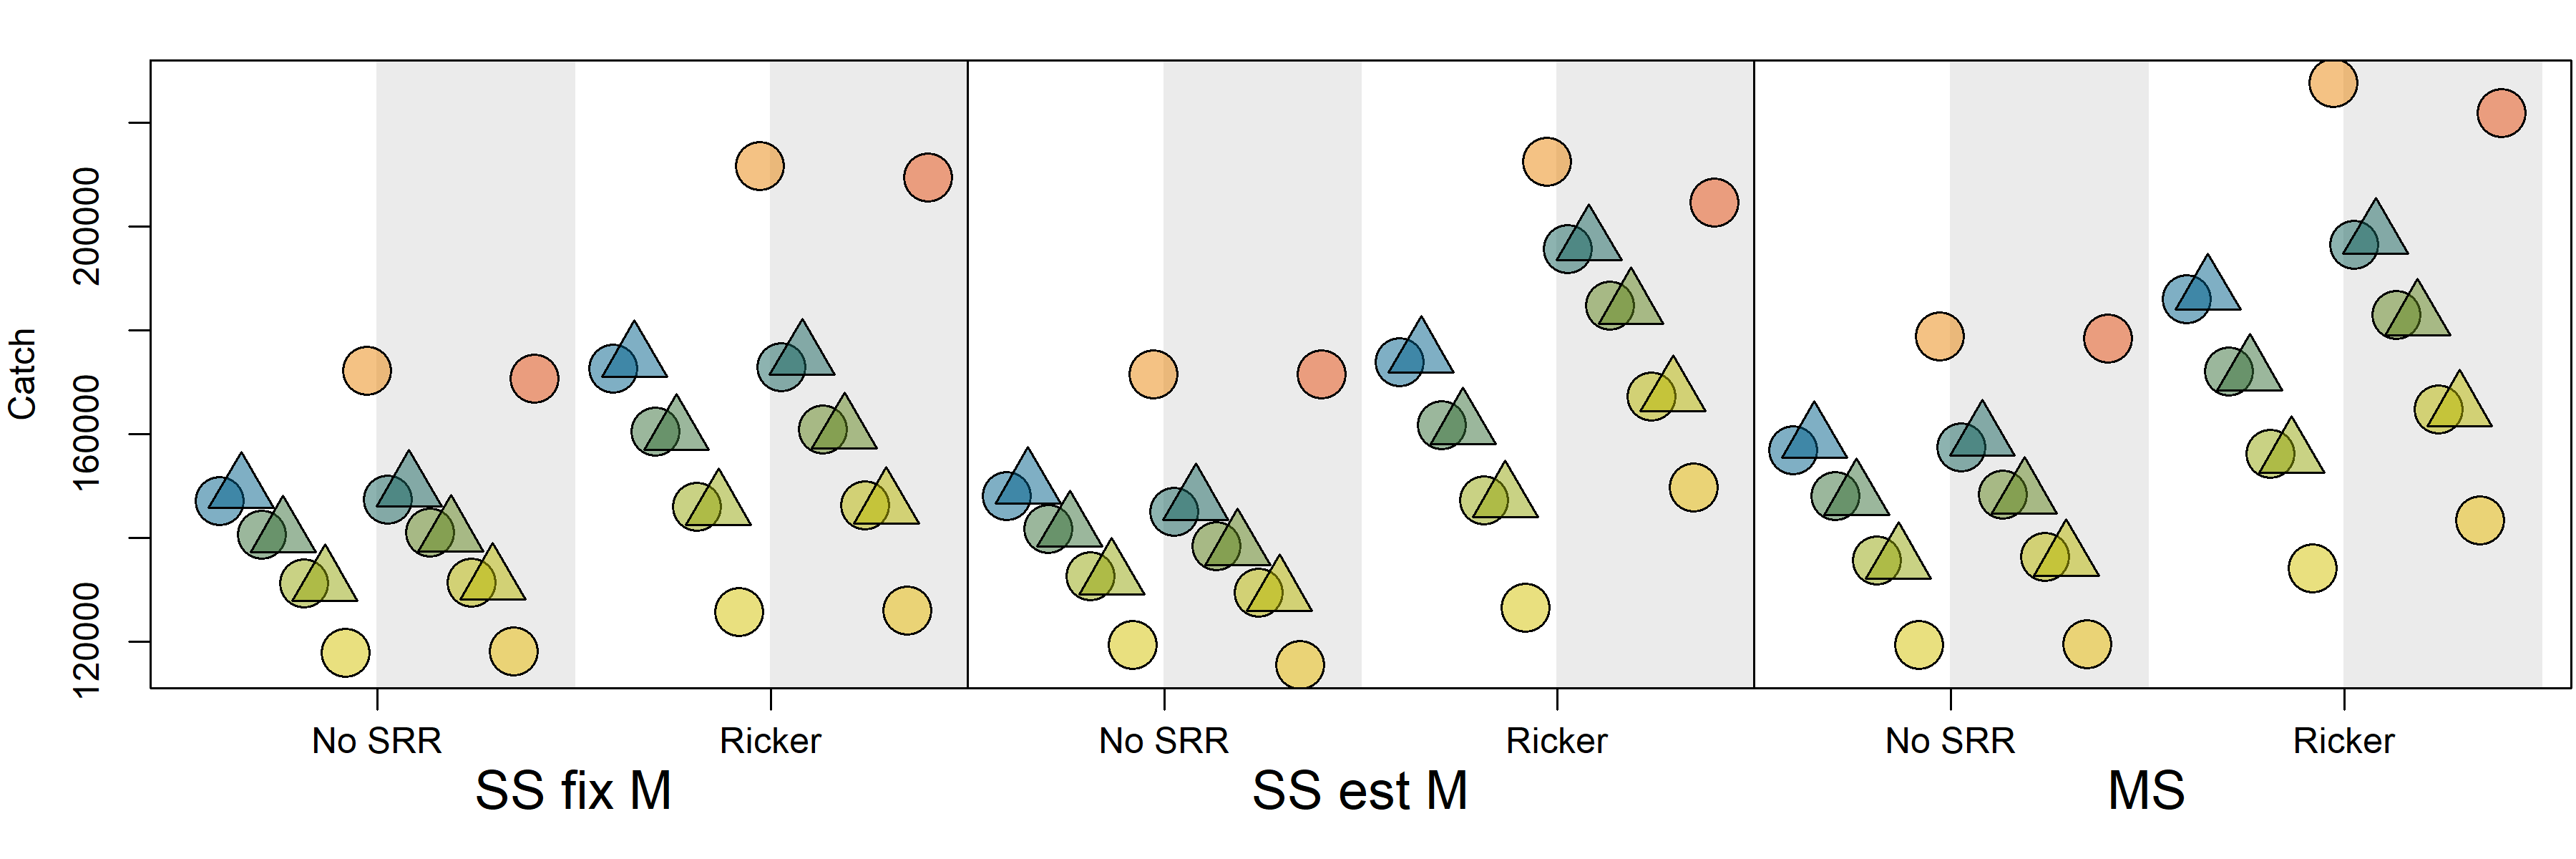 Catch
120000
160000
200000
No SRR
Ricker
No SRR
Ricker
No SRR
Ricker
SS fix M
SS est M
MS